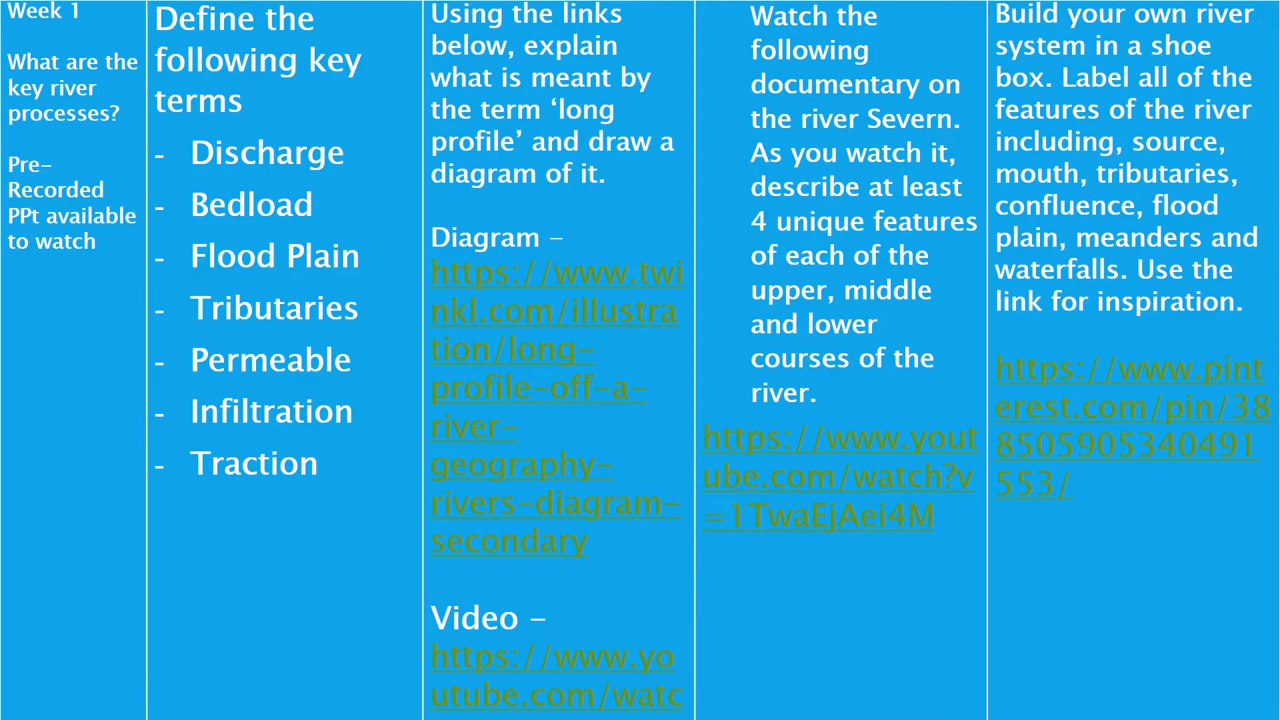 Week 1
What are the
key river
processes?
Pre-
Recorded
PPt available
to watch
Define the
following key
terms
- Discharge
- Bedload
- Flood Plain
- Tributaries
- Permeable
- Infiltration
- Traction
Using the links
below, explain
what is meant by
the term ‘long
profile’ and draw a
diagram of it.
Diagram –
https://www.twi
nkl.com/illustra
tion/long-
profile-off-a-
river-
geography-
rivers-diagram-
secondary
Video -
https://www.yo
utube.com/watc
Watch the
following
documentary on
the river Severn.
As you watch it,
describe at least
4 unique features
of each of the
upper, middle
and lower
courses of the
river.
https://www.yout
ube.com/watch?v
=1TwaEjAei4M
Build your own river
system in a shoe
box. Label all of the
features of the river
including, source,
mouth, tributaries,
confluence, flood
plain, meanders and
waterfalls. Use the
link for inspiration.
https://www.pint
erest.com/pin/38
8505905340491
553/